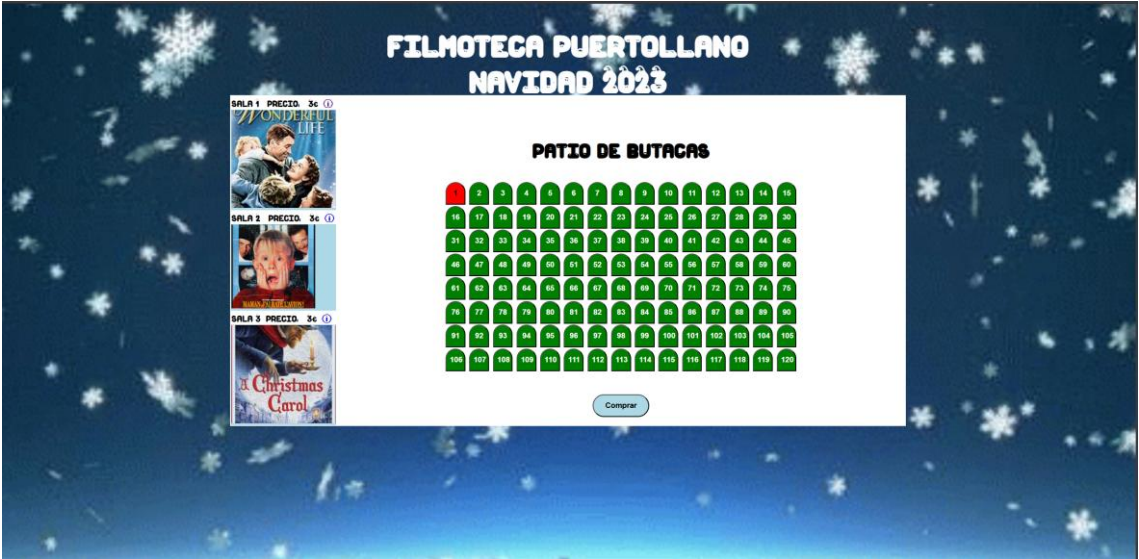 FILMOTECA PUERTOLLANO
NAVIDAD 2023
SALA 1 PRECIO. 3€
WONDERFUL
LIFE
SALA 2 PRECIO. 3€
SALA 3 PRECIO. 3€
A Christmas
Carol
PATIO DE BUTACAS
1 2 3 4 5 6 7 8 9 10 11 12 13 14 15
16 17 18 19 20 21 22 23 24 25 26 27 28 29 30
31 32 33 34 35 36 37 38 39 40 41 42 43 44 45
46 47 48 49 50 51 52 53 54 55 56 57 58 59 60
61 62 63 64 65 66 67 68 69 70 71 72 73 74 75
76 77 78 79 80 81 82 83 84 85 86 87 88 89 90
91 92 93 94 95 96 97 98 99 100 101 102 103 104 105
106 107 108 109 110 111 112 113 114 115 116 117 118 119 120
Comprar